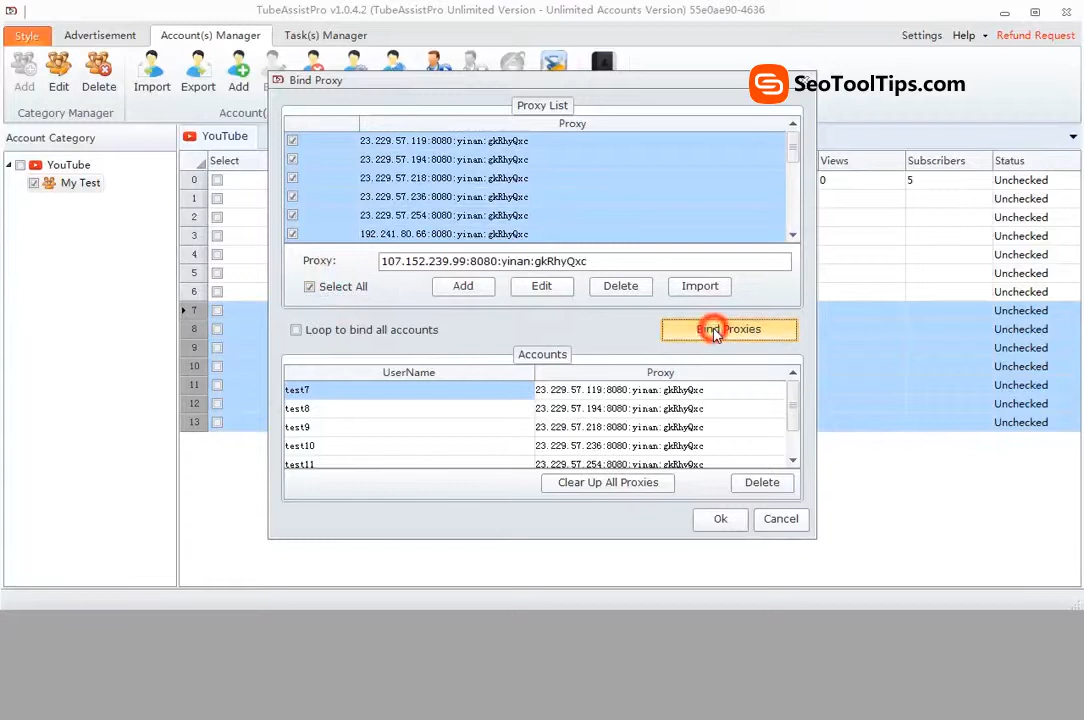 TubeAssistPro v1.0.4.2 (TubeAssistPro Unlimited Version - Unlimited Accounts Version) 55e0ae90-4636
Style Advertisement Account(s) Manager Task(s) Manager Settings Help Refund Request
SeoToolTips.com
Add Edit Delete Import Export Add
Category Manager Account(
Account Category
YouTube
My Test
YouTube
Select Views Subscribers Status
0 0 5 Unchecked
1 Unchecked
2 Unchecked
3 Unchecked
4 Unchecked
5 Unchecked
6 Unchecked
7 Unchecked
8 Unchecked
9 Unchecked
10 Unchecked
11 Unchecked
12 Unchecked
13 Unchecked
Bind Proxy
Proxy List
Proxy
23.229.57.119:8080:yinan:gkRhyQxc
23.229.57.194:8080:yinan:gkRhyQxc
23.229.57.218:8080:yinan:gkRhyQxc
23.229.57.236:8080:yinan:gkRhyQxc
23.229.57.254:8080:yinan:gkRhyQxc
192.241.80.66:8080:yinan:gkRhyQxc
Proxy: 107.152.239.99:8080:yinan:gkRhyQxc
Select All Add Edit Delete Import
Loop to bind all accounts Bind Proxies
Accounts
UserName Proxy
test7 23.229.57.119:8080:yinan:gkRhyQxc
test8 23.229.57.194:8080:yinan:gkRhyQxc
test9 23.229.57.218:8080:yinan:gkRhyQxc
test10 23.229.57.236:8080:yinan:gkRhyQxc
test11 23.229.57.254:8080:yinan:gkRhyQxc
Clear Up All Proxies Delete
Ok Cancel